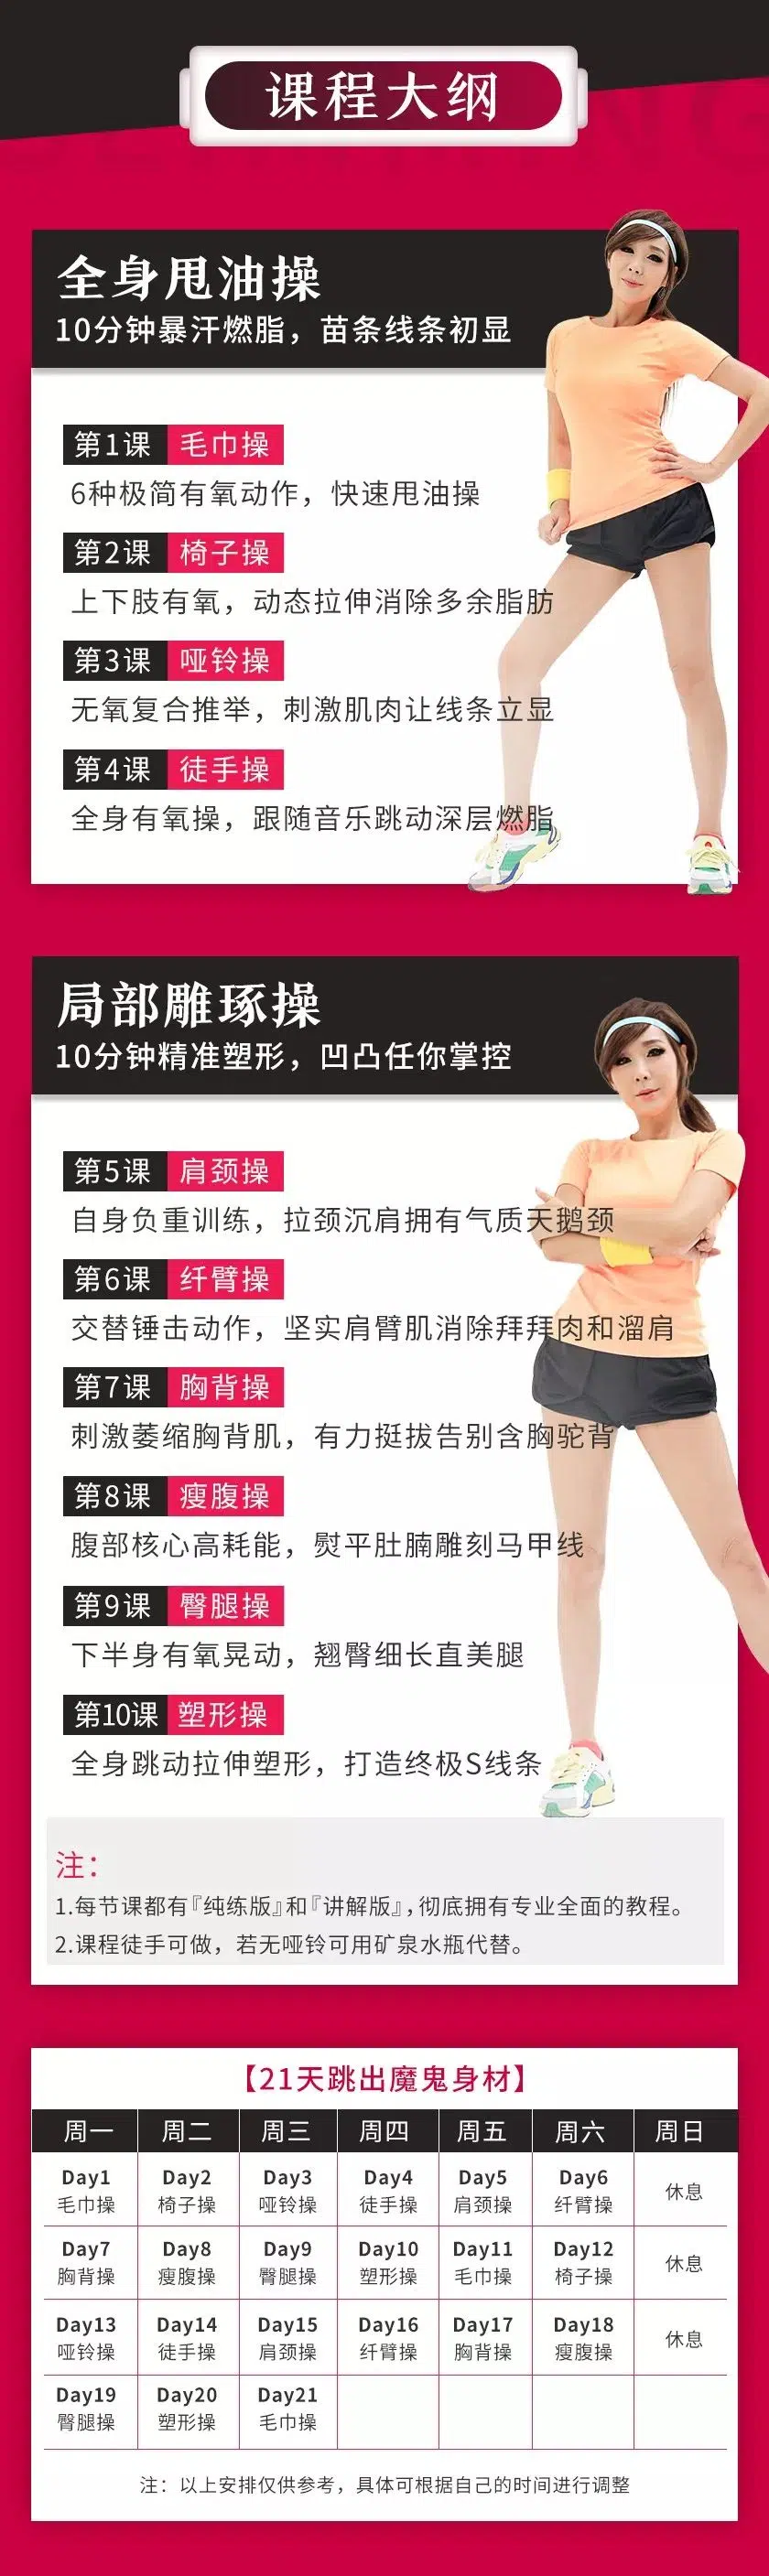 课程大纲
全身甩油操
10分钟暴汗燃脂，苗条线条初显
第1课 毛巾操
6种极简有氧动作，快速甩油操
第2课 椅子操
上下肢有氧，动态拉伸消除多余脂肪
第3课 哑铃操
无氧复合推举，刺激肌肉让线条立显
第4课 徒手操
全身有氧操，跟随音乐跳动深层燃脂
局部雕琢操
10分钟精准塑形，凹凸任你掌控
第5课 肩颈操
自身负重训练，拉颈沉肩拥有气质天鹅颈
第6课 纤臂操
交替锤击动作，坚实肩臂肌消除拜拜肉和溜肩
第7课 胸背操
刺激萎缩胸背肌，有力挺拔告别含胸驼背
第8课 瘦腹操
腹部核心高耗能，熨平肚腩雕刻马甲线
第9课 臀腿操
下半身有氧晃动，翘臀细长直美腿
第10课 塑形操
全身跳动拉伸塑形，打造终极S线条
注：
1.每节课都有『纯练版』和『讲解版』，彻底拥有专业全面的教程。
2.课程徒手可做，若无哑铃可用矿泉水瓶代替。
【21天跳出魔鬼身材】
周一 周二 周三 周四 周五 周六 周日
Day1 Day2 Day3 Day4 Day5 Day6
毛巾操 椅子操 哑铃操 徒手操 肩颈操 纤臂操 休息
Day7 Day8 Day9 Day10 Day11 Day12
胸背操 瘦腹操 臀腿操 塑形操 毛巾操 椅子操 休息
Day13 Day14 Day15 Day16 Day17 Day18
哑铃操 徒手操 肩颈操 纤臂操 胸背操 瘦腹操 休息
Day19 Day20 Day21
臀腿操 塑形操 毛巾操
注：以上安排仅供参考，具体可根据自己的时间进行调整